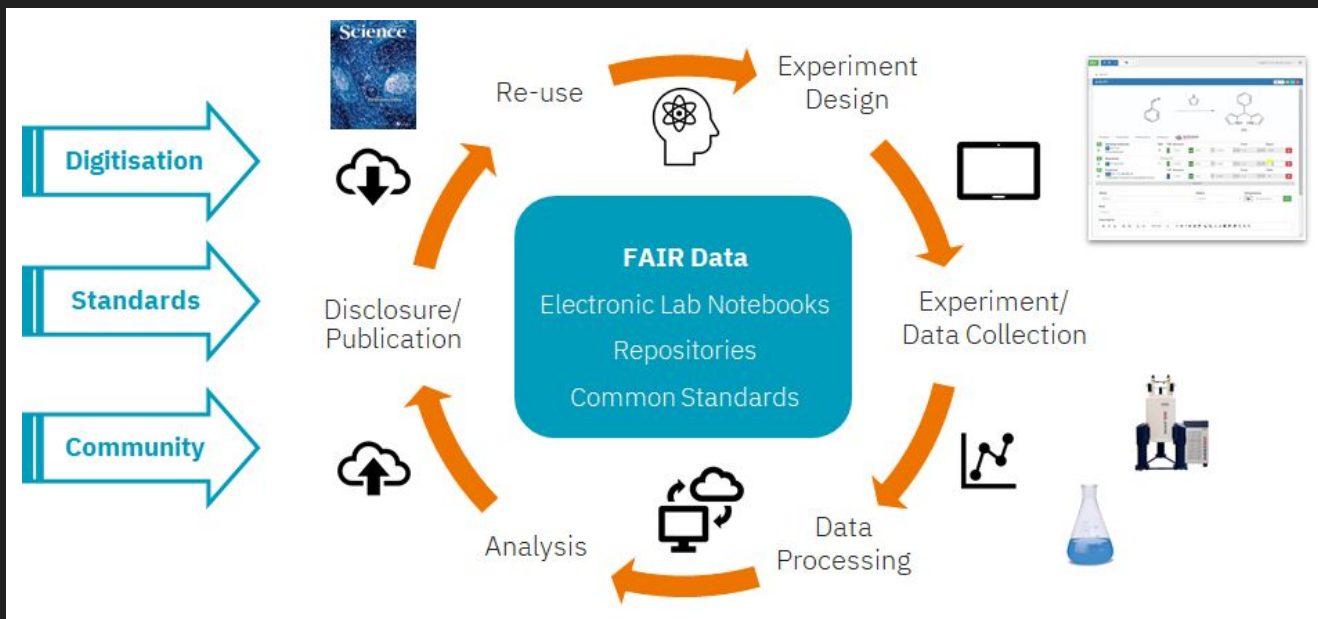 Science
Digitisation
Standards
Community
Re-use
Experiment
Design
Experiment/
Data Collection
Data
Processing
Analysis
Disclosure/
Publication
FAIR Data
Electronic Lab Notebooks
Repositories
Common Standards